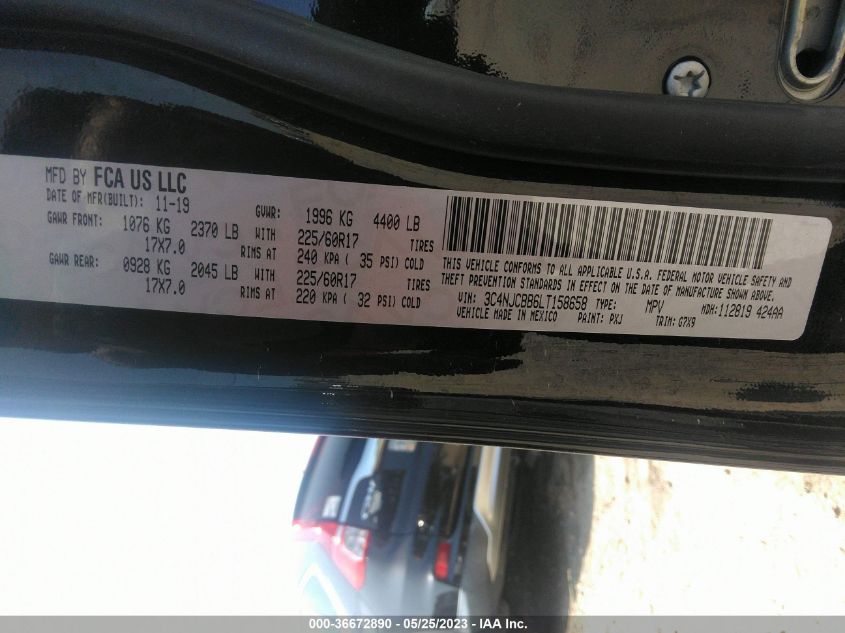 MFD BY FCA US LLC
DATE OF MFR(BUILT): 11-19 GVWR: 1996 KG 4400 LB
GAWR FRONT: 1076 KG 2370 LB WITH 225/60R17 TIRES
17X7.0 RIMS AT 240 KPA ( 35 PSI) COLD
GAWR REAR: 0928 KG 2045 LB WITH 225/60R17 TIRES
17X7.0 RIMS AT 220 KPA ( 32 PSI) COLD
THIS VEHICLE CONFORMS TO ALL APPLICABLE U.S.A. FEDERAL MOTOR VEHICLE SAFETY AND
THEFT PREVENTION STANDARDS IN EFFECT ON THE DATE OF MANUFACTURE SHOWN ABOVE.
VIN: 3C4NJCBB6LT158658 TYPE: MPV MDH:112819 424AA
VEHICLE MADE IN MEXICO PAINT: PXJ TRIM: G7X9
000-36672890 - 05/25/2023 - IAA Inc.